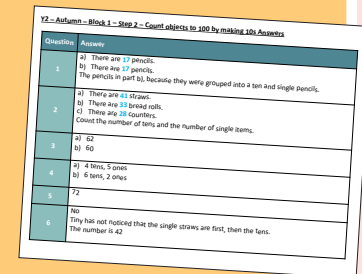 Y2 – Autumn – Block 1 – Step 2 – Count objects to 100 by making 10s Answers
Question Answer
1
a) There are 17 pencils.
b) There are 17 pencils.
The pencils in part b), because they were grouped into a ten and single pencils.
2
a) There are 41 straws.
b) There are 33 bread rolls.
c) There are 28 counters.
Count the number of tens and the number of single items.
3
a) 62
b) 60
4
a) 4 tens, 5 ones
b) 6 tens, 2 ones
5
72
6
No
Tiny has not noticed that the single straws are first, then the tens.
The number is 42